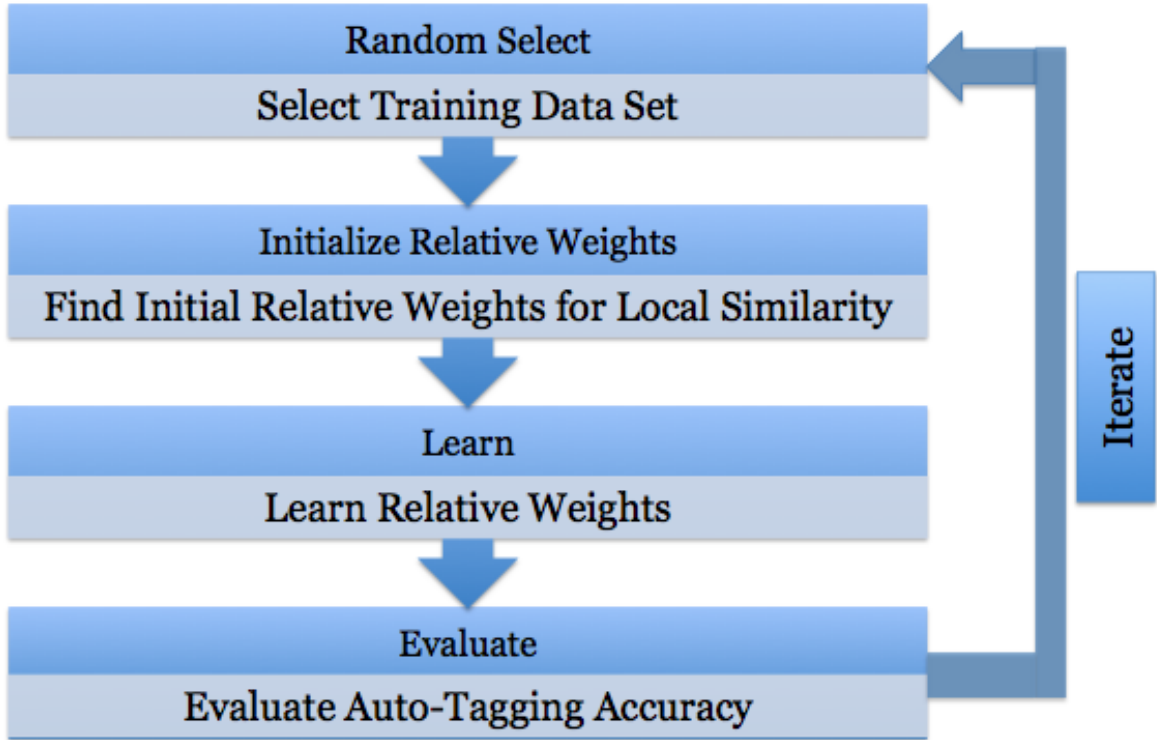 Random Select
Select Training Data Set
Initialize Relative Weights
Find Initial Relative Weights for Local Similarity
Learn
Learn Relative Weights
Evaluate
Evaluate Auto-Tagging Accuracy
Iterate